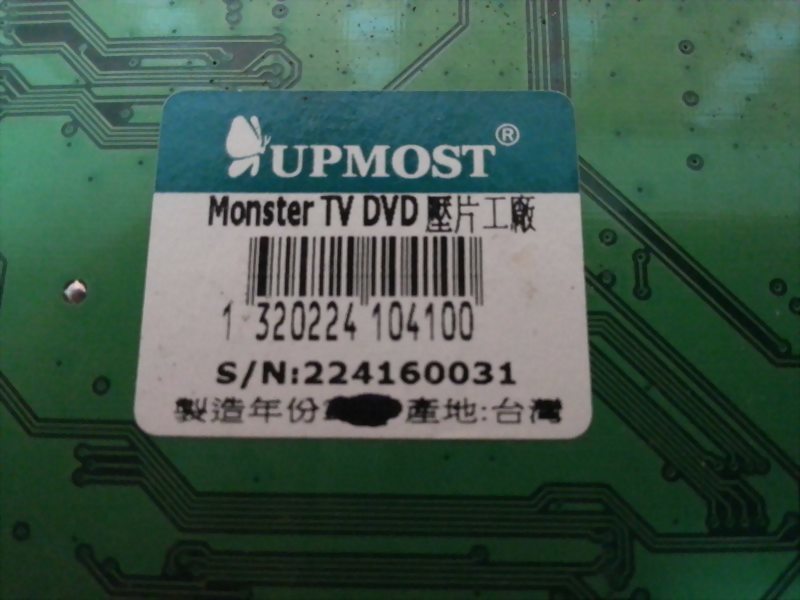 UPMOST®
Monster TV DVD 壓片工廠
1 320224 104100
S/N:224160031
製造年份 產地:台灣